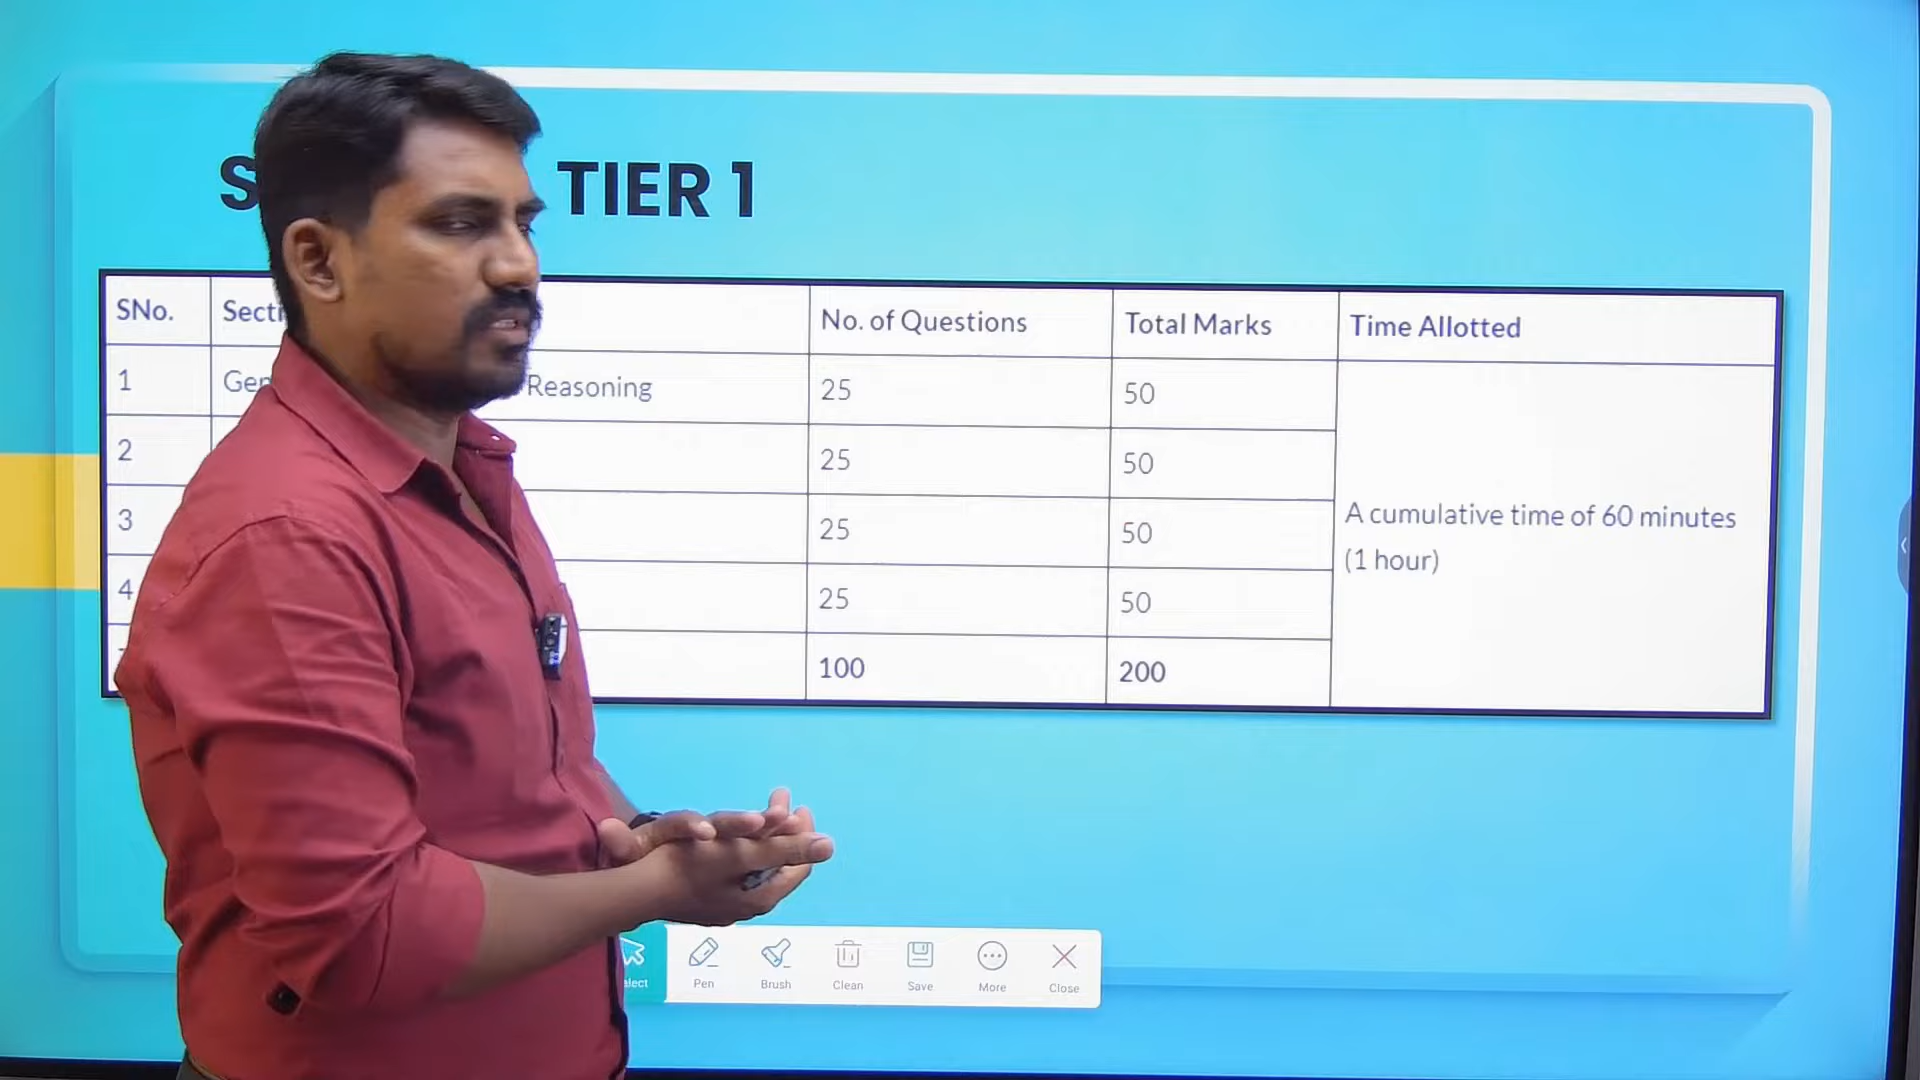 S TIER 1
SNo. Secti No. of Questions Total Marks Time Allotted
1 Gen Reasoning 25 50
2 25 50
3 25 50
A cumulative time of 60 minutes
(1 hour)
4 25 50
100 200
elect Pen Brush Clean Save More Close